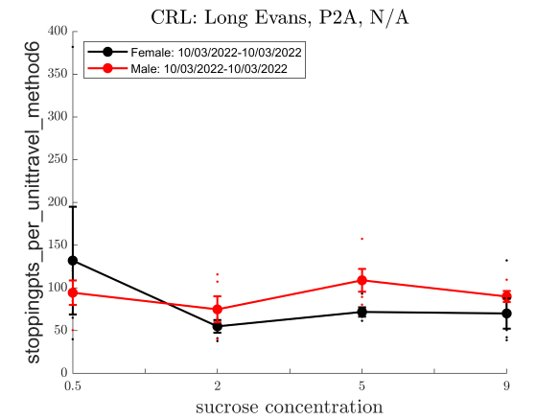 CRL: Long Evans, P2A, N/A
Female: 10/03/2022-10/03/2022
Male: 10/03/2022-10/03/2022
stoppingpts_per_unittravel_method6
400
350
300
250
200
150
100
50
0
0.5 2 5 9
sucrose concentration